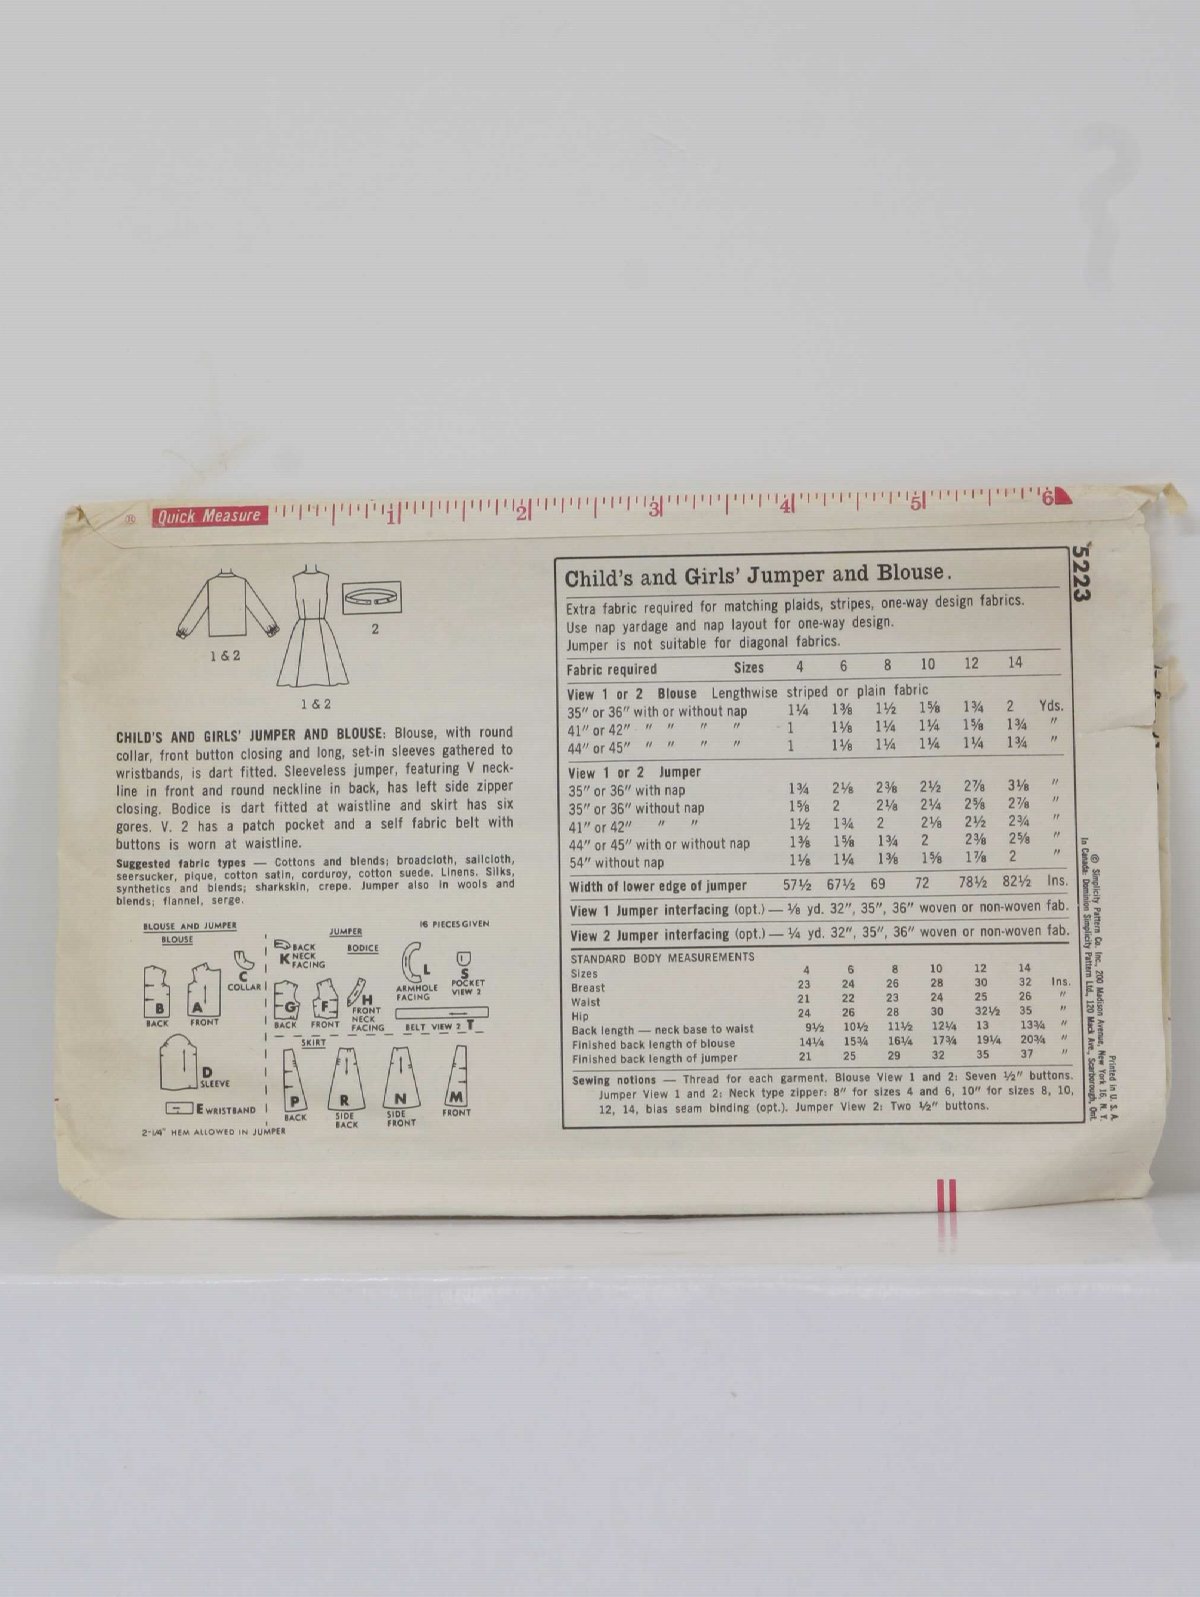 ® Quick Measure 1 2 3 4 5 6
1 & 2
2
1 & 2
CHILD'S AND GIRLS' JUMPER AND BLOUSE: Blouse, with round
collar, front button closing and long, set-in sleeves gathered to
wristbands, is dart fitted. Sleeveless jumper, featuring V neck-
line in front and round neckline in back, has left side zipper
closing. Bodice is dart fitted at waistline and skirt has six
gores. V. 2 has a patch pocket and a self fabric belt with
buttons is worn at waistline.
Suggested fabric types — Cottons and blends; broadcloth, sailcloth,
seersucker, pique, cotton satin, corduroy, cotton suede. Linens. Silks,
synthetics and blends; sharkskin, crepe. Jumper also in wools and
blends; flannel, serge.
16 PIECES GIVEN
BLOUSE AND JUMPER
BLOUSE
B
BACK
A
FRONT
C
COLLAR
D
SLEEVE
E WRISTBAND
2-1/4" HEM ALLOWED IN JUMPER
JUMPER
BODICE
K BACK
NECK
FACING
G
BACK
F
FRONT
H
FRONT
NECK
FACING
L
ARMHOLE
FACING
S
POCKET
VIEW 2
BELT VIEW 2 T
SKIRT
P
BACK
R
SIDE
BACK
N
SIDE
FRONT
M
FRONT
5223
Child's and Girls' Jumper and Blouse.
Extra fabric required for matching plaids, stripes, one-way design fabrics.
Use nap yardage and nap layout for one-way design.
Jumper is not suitable for diagonal fabrics.
Fabric required Sizes 4 6 8 10 12 14
View 1 or 2 Blouse Lengthwise striped or plain fabric
35" or 36" with or without nap 1¼ 1⅜ 1½ 1⅝ 1¾ 2 Yds.
41" or 42" " " " " 1 1⅛ 1¼ 1¼ 1⅝ 1¾ "
44" or 45" " " " " 1 1⅛ 1¼ 1¼ 1¼ 1¾ "
View 1 or 2 Jumper
35" or 36" with nap 1¾ 2⅛ 2⅜ 2½ 2⅞ 3⅛ "
35" or 36" without nap 1⅝ 2 2⅛ 2¼ 2⅝ 2⅞ "
41" or 42" " " 1½ 1¾ 2 2⅛ 2½ 2¾ "
44" or 45" with or without nap 1⅜ 1⅝ 1¾ 2 2⅜ 2⅝ "
54" without nap 1⅛ 1¼ 1⅜ 1⅝ 1⅞ 2 "
Width of lower edge of jumper 57½ 67½ 69 72 78½ 82½ Ins.
View 1 Jumper interfacing (opt.) — ⅛ yd. 32", 35", 36" woven or non-woven fab.
View 2 Jumper interfacing (opt.) — ¼ yd. 32", 35", 36" woven or non-woven fab.
STANDARD BODY MEASUREMENTS
Sizes 4 6 8 10 12 14
Breast 23 24 26 28 30 32 Ins.
Waist 21 22 23 24 25 26 "
Hip 24 26 28 30 32½ 35 "
Back length — neck base to waist 9½ 10½ 11½ 12¼ 13 13¾ "
Finished back length of blouse 14¼ 15¾ 16¼ 17¾ 19¼ 20¾ "
Finished back length of jumper 21 25 29 32 35 37 "
Sewing notions — Thread for each garment. Blouse View 1 and 2: Seven ½" buttons.
Jumper View 1 and 2: Neck type zipper: 8" for sizes 4 and 6, 10" for sizes 8, 10,
12, 14, bias seam binding (opt.). Jumper View 2: Two ½" buttons.
© Simplicity Pattern Co. Inc., 200 Madison Avenue, New York 16, N. Y.
In Canada: Dominion Simplicity Pattern Ltd., 120 Mack Ave., Scarborough, Ont.
Printed in U. S. A.